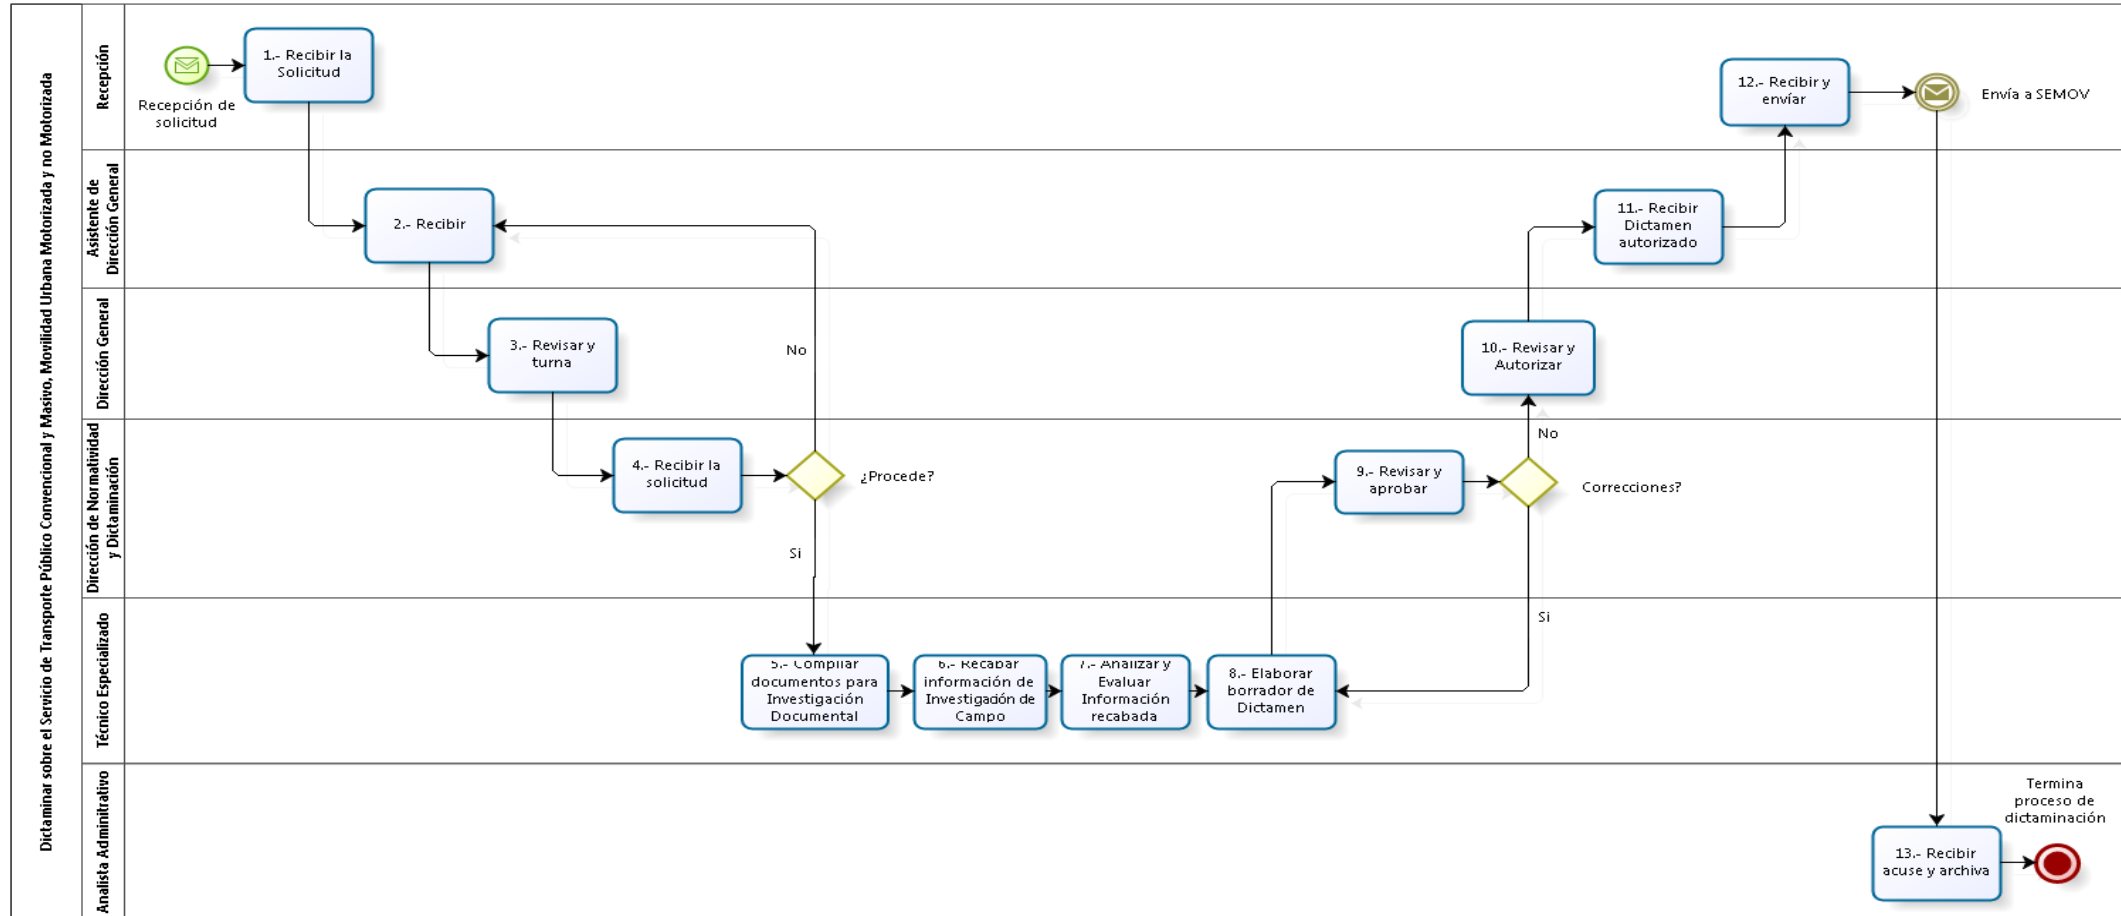 Dictaminar sobre el Servicio de Transporte Público Convencional y Masivo, Movilidad Urbana Motorizada y no Motorizada
Recepción
Recepción de
solicitud
1.- Recibir la
Solicitud
12.- Recibir y
envíar
Envía a SEMOV
Asistente de
Dirección General
2.- Recibir
11.- Recibir
Dictamen
autorizado
Dirección General
3.- Revisar y
turna
No
10.- Revisar y
Autorizar
Dirección de Normatividad
y Dictaminación
4.- Recibir la
solicitud
¿Procede?
Si
9.- Revisar y
aprobar
No
Correcciones?
Si
Técnico Especializado
5.- Compilar
documentos para
Investigación
Documental
6.- Recabar
información de
Investigación de
Campo
7.- Analizar y
Evaluar
Información
recabada
8.- Elaborar
borrador de
Dictamen
Analista Adminitrativo
13.- Recibir
acuse y archiva
Termina
proceso de
dictaminación